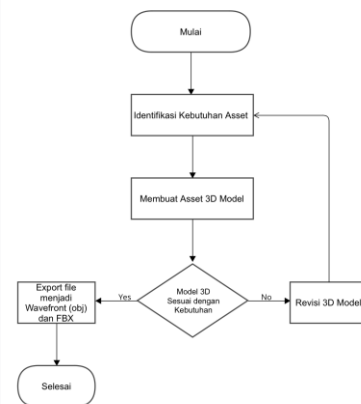 Mulai
Identifikasi Kebutuhan Asset
Membuat Asset 3D Model
Model 3D
Sesuai dengan
Kebutuhan
Yes
No
Export file
menjadi
Wavefront (obj)
dan FBX
Revisi 3D Model
Selesai